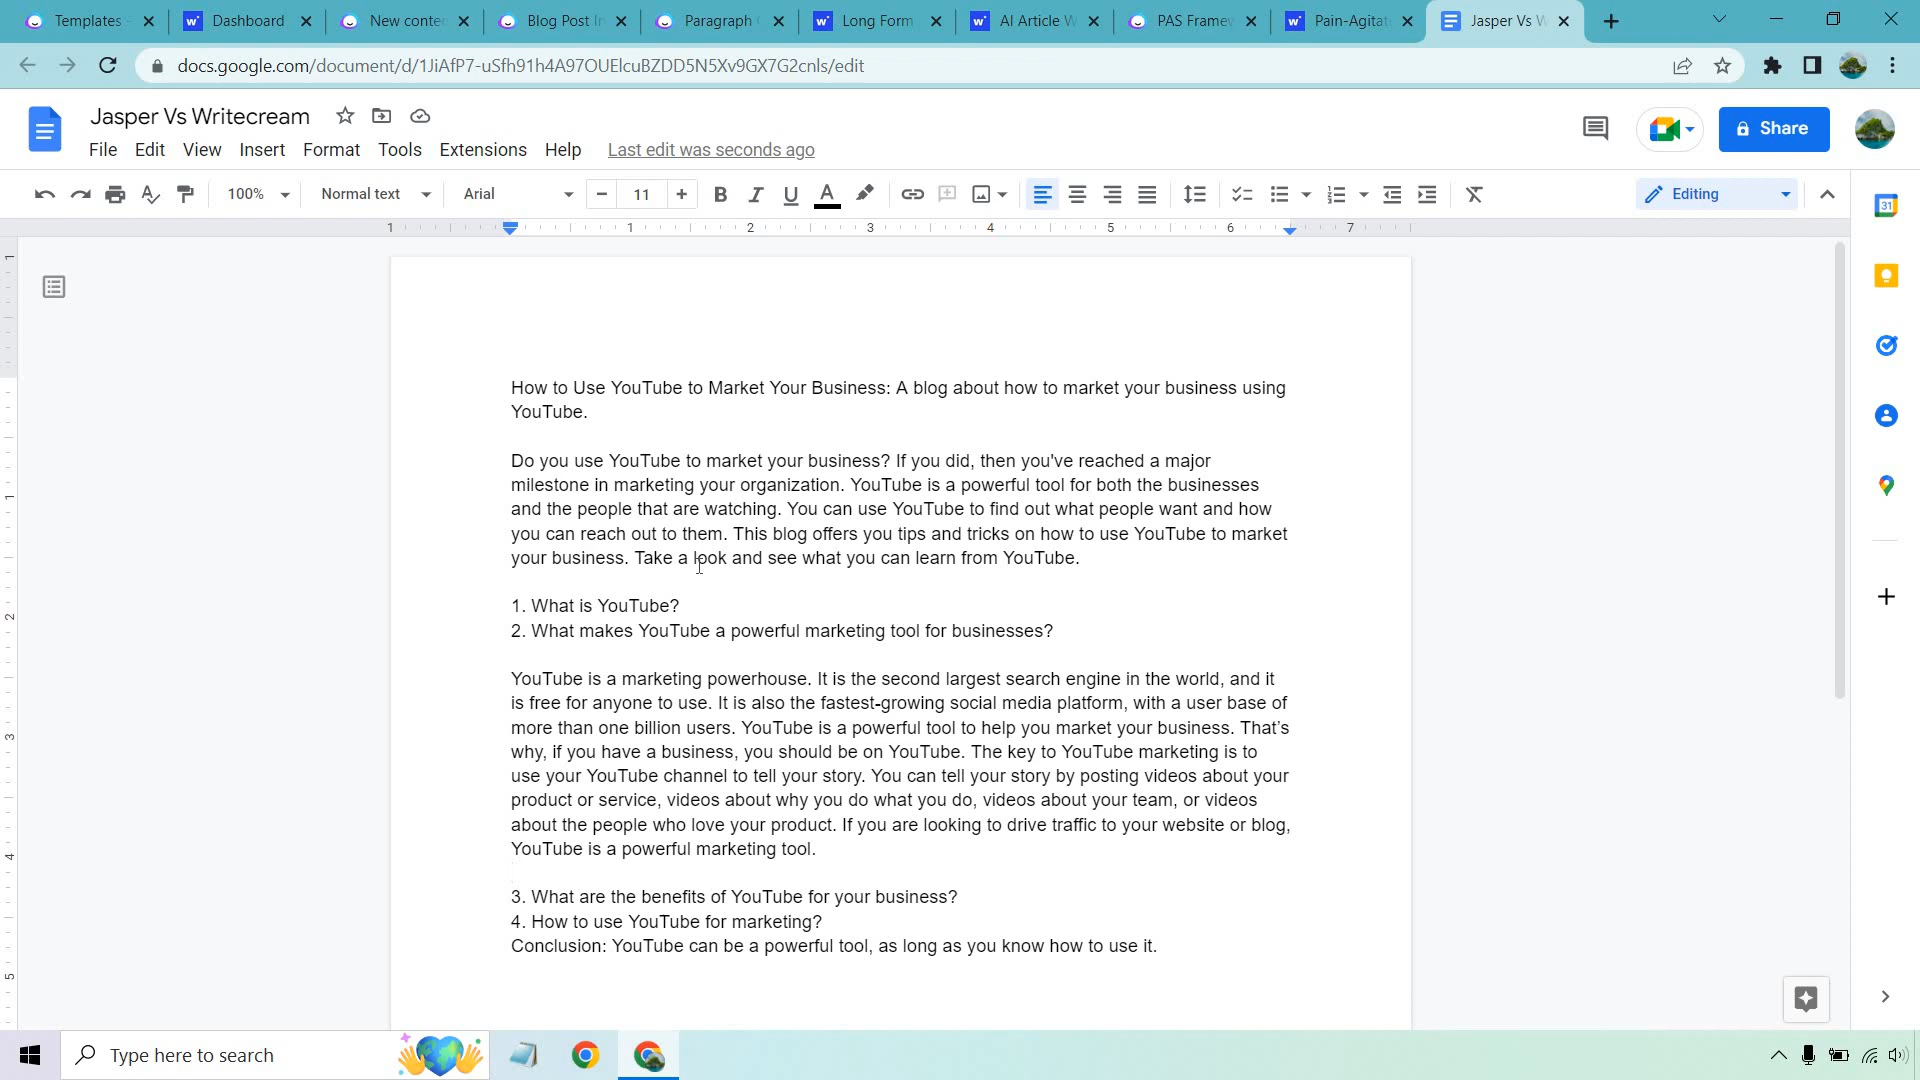 Templates -
Dashboard
New conten
Blog Post In
Paragraph
Long Form
AI Article W
PAS Framew
Pain-Agitat
Jasper Vs W
docs.google.com/document/d/1JiAfP7-uSfh91h4A97OUElcuBZDD5N5Xv9GX7G2cnls/edit
Jasper Vs Writecream
Share
File Edit View Insert Format Tools Extensions Help Last edit was seconds ago
100% Normal text Arial 11 Editing
1 1 2 3 4 5 6 7
How to Use YouTube to Market Your Business: A blog about how to market your business using
YouTube.
Do you use YouTube to market your business? If you did, then you've reached a major
milestone in marketing your organization. YouTube is a powerful tool for both the businesses
and the people that are watching. You can use YouTube to find out what people want and how
you can reach out to them. This blog offers you tips and tricks on how to use YouTube to market
your business. Take a look and see what you can learn from YouTube.
1. What is YouTube?
2. What makes YouTube a powerful marketing tool for businesses?
YouTube is a marketing powerhouse. It is the second largest search engine in the world, and it
is free for anyone to use. It is also the fastest-growing social media platform, with a user base of
more than one billion users. YouTube is a powerful tool to help you market your business. That’s
why, if you have a business, you should be on YouTube. The key to YouTube marketing is to
use your YouTube channel to tell your story. You can tell your story by posting videos about your
product or service, videos about why you do what you do, videos about your team, or videos
about the people who love your product. If you are looking to drive traffic to your website or blog,
YouTube is a powerful marketing tool.
3. What are the benefits of YouTube for your business?
4. How to use YouTube for marketing?
Conclusion: YouTube can be a powerful tool, as long as you know how to use it.
Type here to search